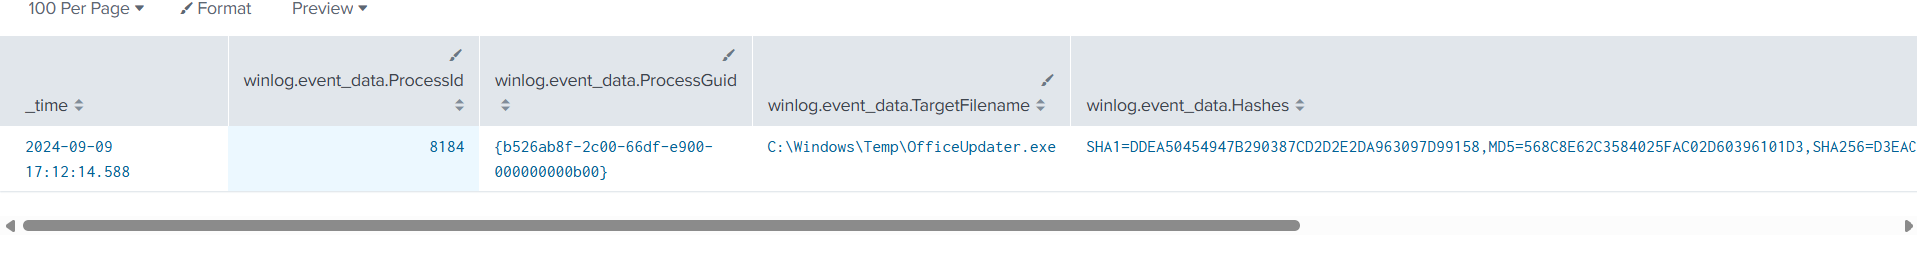 100 Per Page Format Preview
_time
winlog.event_data.ProcessId
winlog.event_data.ProcessGuid
winlog.event_data.TargetFilename
winlog.event_data.Hashes
2024-09-09
17:12:14.588
8184
{b526ab8f-2c00-66df-e900-
000000000b00}
C:\Windows\Temp\OfficeUpdater.exe
SHA1=DDEA50454947B290387CD2D2E2DA963097D99158,MD5=568C8E62C3584025FAC02D60396101D3,SHA256=D3EAC